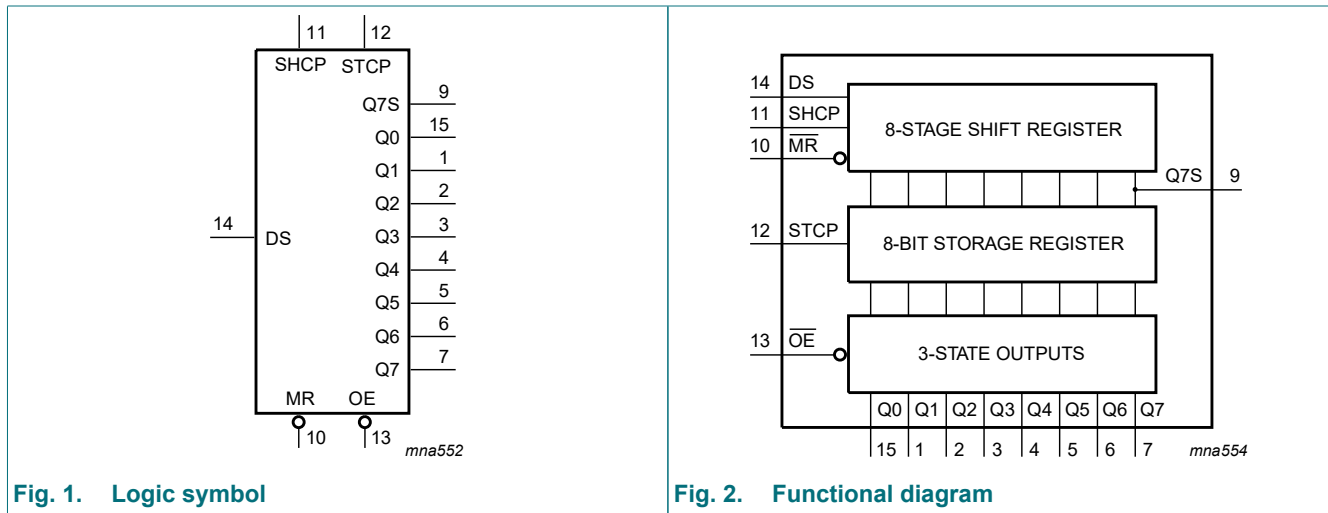 11 12
SHCP STCP
Q7S 9
Q0 15
Q1 1
Q2 2
14 DS Q3 3
Q4 4
Q5 5
Q6 6
Q7 7
MR OE
10 13
mna552
Fig. 1. Logic symbol
14 DS
11 SHCP
8-STAGE SHIFT REGISTER
10 MR
Q7S 9
12 STCP
8-BIT STORAGE REGISTER
13 OE
3-STATE OUTPUTS
Q0 Q1 Q2 Q3 Q4 Q5 Q6 Q7
15 1 2 3 4 5 6 7
mna554
Fig. 2. Functional diagram